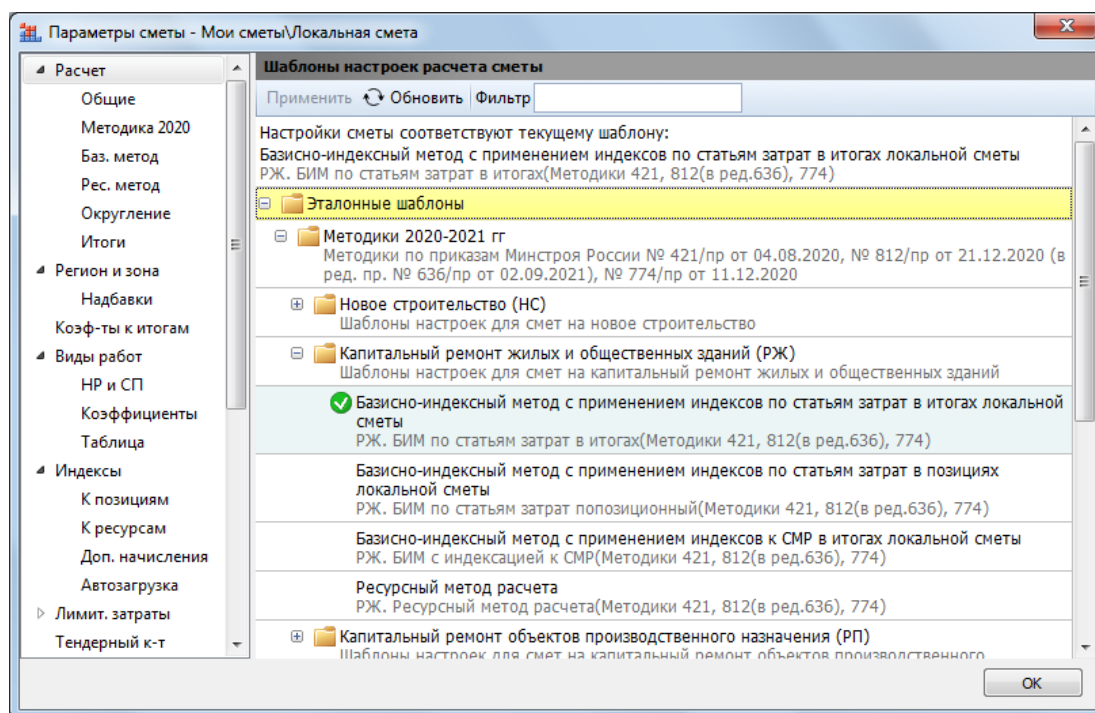 Параметры сметы - Мои сметы\Локальная смета
Расчет
Общие
Методика 2020
Баз. метод
Рес. метод
Округление
Итоги
Регион и зона
Надбавки
Коэф-ты к итогам
Виды работ
НР и СП
Коэффициенты
Таблица
Индексы
К позициям
К ресурсам
Доп. начисления
Автозагрузка
Лимит. затраты
Тендерный к-т
Шаблоны настроек расчета сметы
Применить Обновить Фильтр
Настройки сметы соответствуют текущему шаблону:
Базисно-индексный метод с применением индексов по статьям затрат в итогах локальной сметы
РЖ. БИМ по статьям затрат в итогах(Методики 421, 812(в ред.636), 774)
Эталонные шаблоны
Методики 2020-2021 гг
Методики по приказам Минстроя России № 421/пр от 04.08.2020, № 812/пр от 21.12.2020 (в
ред. пр. № 636/пр от 02.09.2021), № 774/пр от 11.12.2020
Новое строительство (НС)
Шаблоны настроек для смет на новое строительство
Капитальный ремонт жилых и общественных зданий (РЖ)
Шаблоны настроек для смет на капитальный ремонт жилых и общественных зданий
Базисно-индексный метод с применением индексов по статьям затрат в итогах локальной
сметы
РЖ. БИМ по статьям затрат в итогах(Методики 421, 812(в ред.636), 774)
Базисно-индексный метод с применением индексов по статьям затрат в позициях
локальной сметы
РЖ. БИМ по статьям затрат попозиционный(Методики 421, 812(в ред.636), 774)
Базисно-индексный метод с применением индексов к СМР в итогах локальной сметы
РЖ. БИМ с индексацией к СМР(Методики 421, 812(в ред.636), 774)
Ресурсный метод расчета
РЖ. Ресурсный метод расчета(Методики 421, 812(в ред.636), 774)
Капитальный ремонт объектов производственного назначения (РП)
Шаблоны настроек для смет на капитальный ремонт объектов производственного
OK